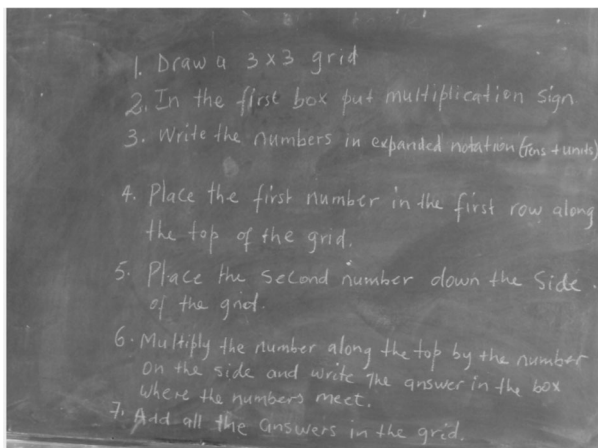 1. Draw a 3 x 3 grid
2. In the first box put multiplication sign
3. Write the numbers in expanded notation (Tens + units)
4. Place the first number in the first row along
the top of the grid.
5. Place the second number down the Side.
of the grid.
6. Multiply the number along the top by the number
on the side and write the answer in the box
where the numbers meet.
7. Add all the answers in the grid.